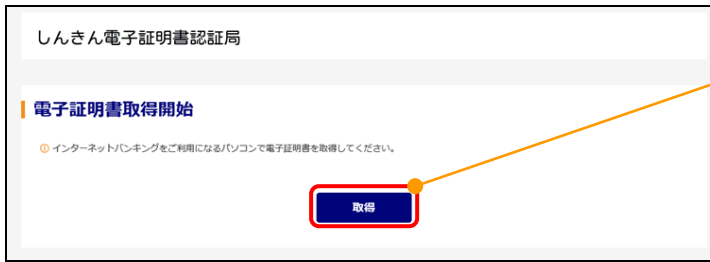 しんきん電子証明書認証局
電子証明書取得開始
インターネットバンキングをご利用になるパソコンで電子証明書を取得してください。
取得